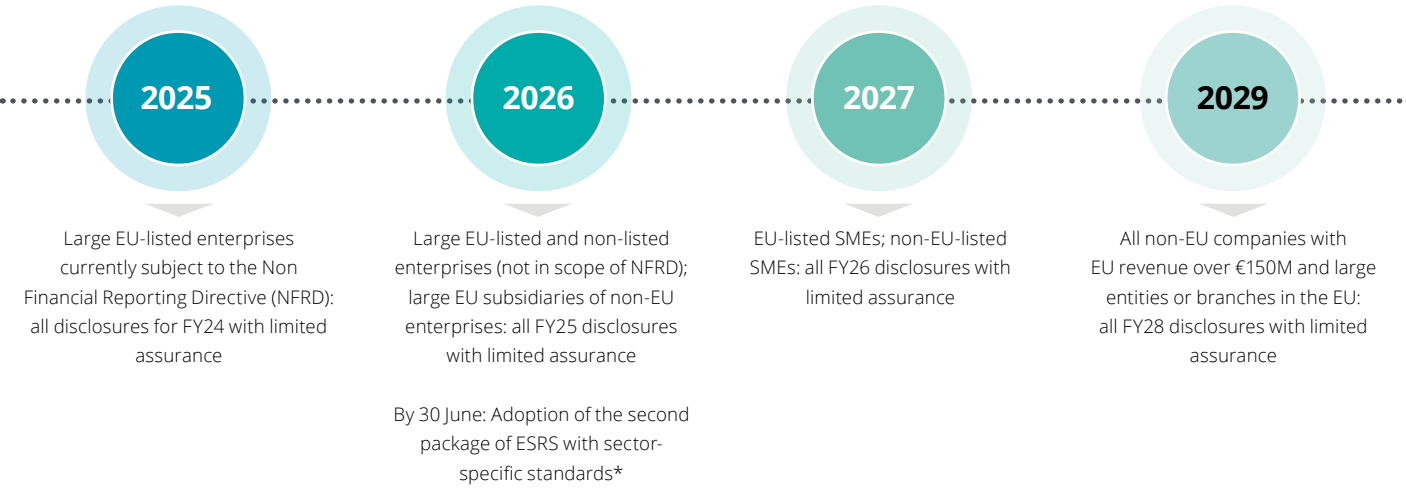 2025
Large EU-listed enterprises
currently subject to the Non
Financial Reporting Directive (NFRD):
all disclosures for FY24 with limited
assurance
2026
Large EU-listed and non-listed
enterprises (not in scope of NFRD);
large EU subsidiaries of non-EU
enterprises: all FY25 disclosures
with limited assurance
By 30 June: Adoption of the second
package of ESRS with sector-
specific standards*
2027
EU-listed SMEs; non-EU-listed
SMEs: all FY26 disclosures with
limited assurance
2029
All non-EU companies with
EU revenue over €150M and large
entities or branches in the EU:
all FY28 disclosures with limited
assurance